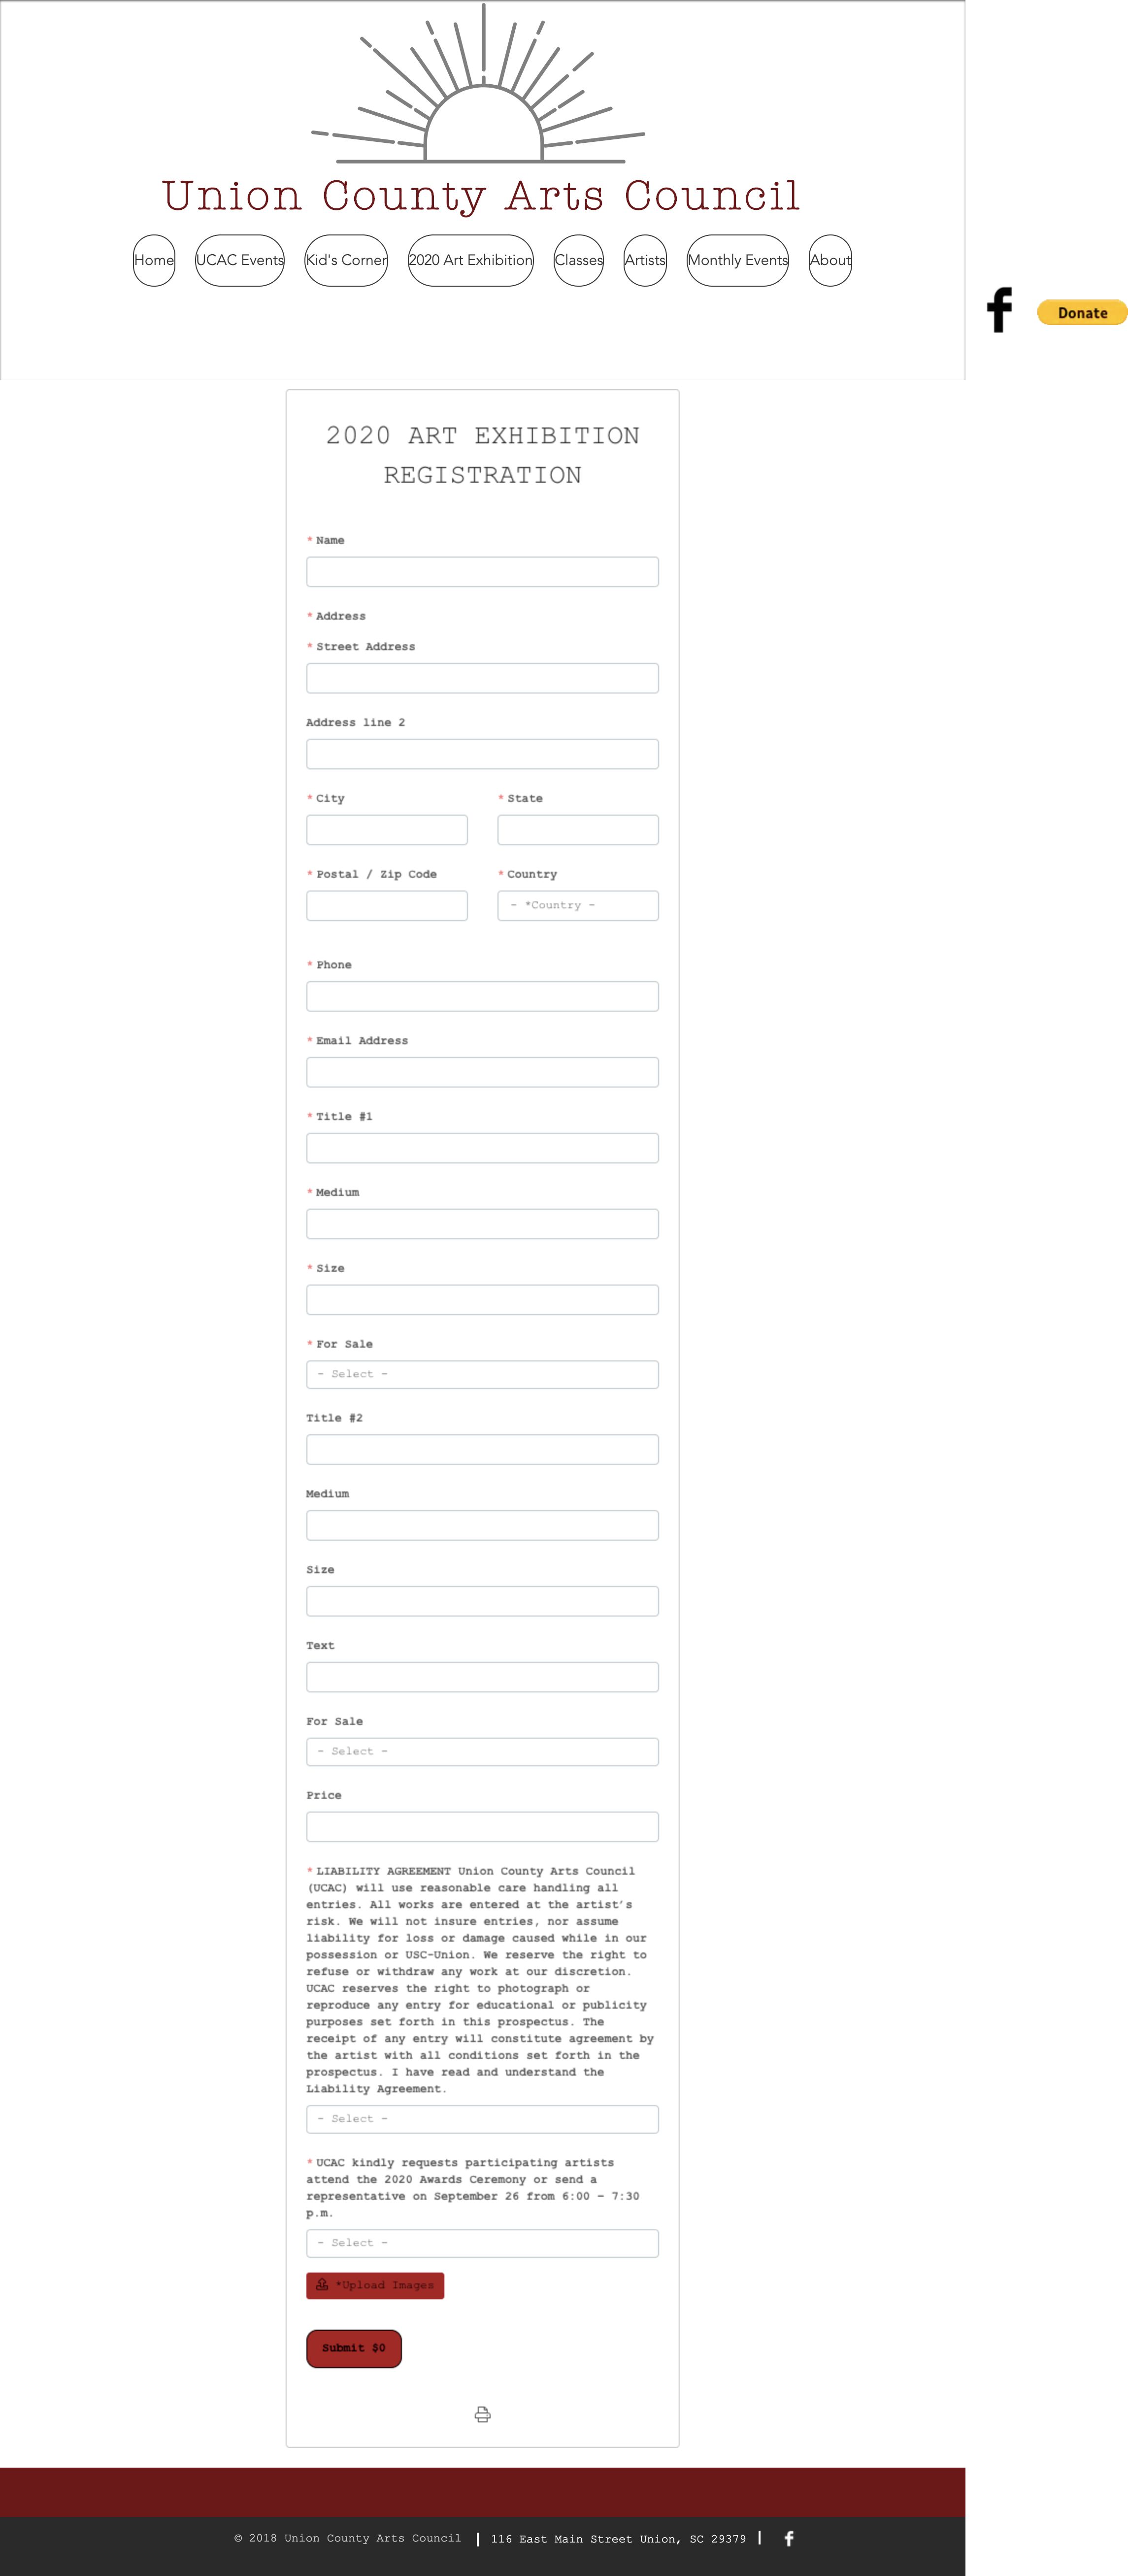 Union County Arts Council
Home
UCAC Events
Kid's Corner
2020 Art Exhibition
Classes
Artists
Monthly Events
About
f
Donate
2020 ART EXHIBITION
REGISTRATION
* Name
* Address
* Street Address
Address line 2
* City
* State
* Postal / Zip Code
* Country
- *Country -
* Phone
* Email Address
* Title #1
* Medium
* Size
* For Sale
- Select -
Title #2
Medium
Size
Text
For Sale
- Select -
Price
* LIABILITY AGREEMENT Union County Arts Council
(UCAC) will use reasonable care handling all
entries. All works are entered at the artist's
risk. We will not insure entries, nor assume
liability for loss or damage caused while in our
possession or USC-Union. We reserve the right to
refuse or withdraw any work at our discretion.
UCAC reserves the right to photograph or
reproduce any entry for educational or publicity
purposes set forth in this prospectus. The
receipt of any entry will constitute agreement by
the artist with all conditions set forth in the
prospectus. I have read and understand the
Liability Agreement.
- Select -
* UCAC kindly requests participating artists
attend the 2020 Awards Ceremony or send a
representative on September 26 from 6:00 - 7:30
p.m.
- Select -
*Upload Images
Submit $0
© 2018 Union County Arts Council | 116 East Main Street Union, SC 29379 | f